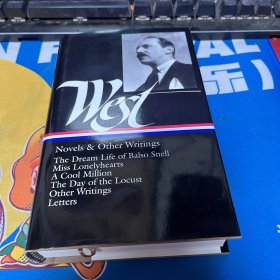 West
Novels & Other Writings
The Dream Life of Balso Snell
Miss Lonelyhearts
A Cool Million
The Day of the Locust
Other Writings
Letters